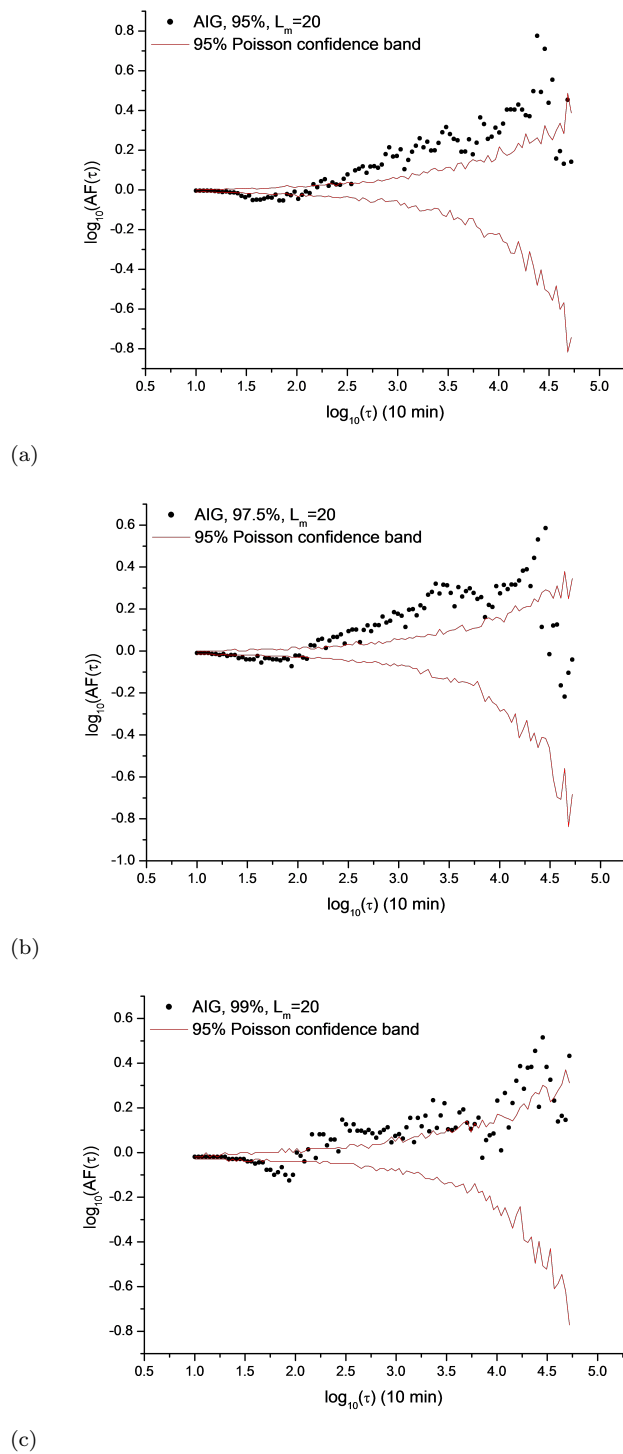 AIG, 95%, Lm=20
95% Poisson confidence band
0.8
0.6
0.4
0.2
0.0
-0.2
-0.4
-0.6
-0.8
log10(AF(τ))
0.5 1.0 1.5 2.0 2.5 3.0 3.5 4.0 4.5 5.0
log10(τ) (10 min)
(a)
AIG, 97.5%, Lm=20
95% Poisson confidence band
0.6
0.4
0.2
0.0
-0.2
-0.4
-0.6
-0.8
-1.0
log10(AF(τ))
0.5 1.0 1.5 2.0 2.5 3.0 3.5 4.0 4.5 5.0
log10(τ) (10 min)
(b)
AIG, 99%, Lm=20
95% Poisson confidence band
0.6
0.4
0.2
0.0
-0.2
-0.4
-0.6
-0.8
log10(AF(τ))
0.5 1.0 1.5 2.0 2.5 3.0 3.5 4.0 4.5 5.0
log10(τ) (10 min)
(c)